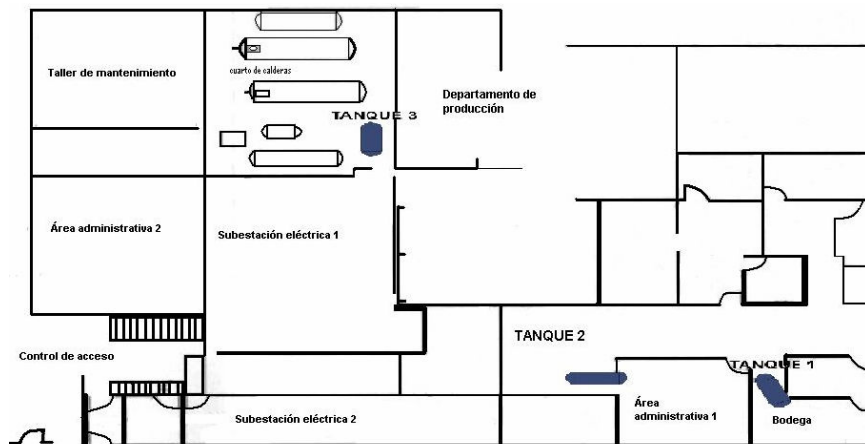 Taller de mantenimiento
cuarto de calderas
Departamento de
producción
TANQUE 3
Área administrativa 2
Subestación eléctrica 1
TANQUE 2
Control de acceso
TANQUE 1
Área
administrativa 1
Subestación eléctrica 2
Bodega